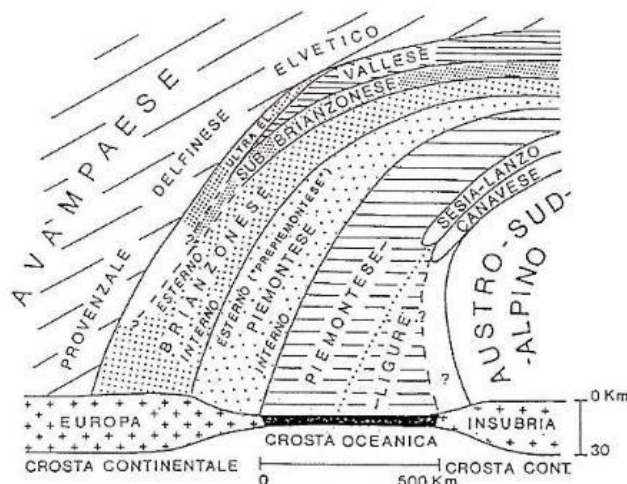 AVAMPAESE
PROVENZALE
DELFINESE
ELVETICO
ULTRA EL.
VALLESE
SUB-BRIANZONESE
ESTERNO
BRIANZONESE
INTERNO
ESTERNO ("PREPIEMONTESE")
PIEMONTESE
INTERNO
PIEMONTESE-
-LIGURE
SESIA-LANZO
CANAVESE
AUSTRO-SUD-
-ALPINO
?
?
?
?
?
EUROPA
CROSTA OCEANICA
INSUBRIA
0 Km
30
CROSTA CONTINENTALE
CROSTA CONT.
0
500 Km